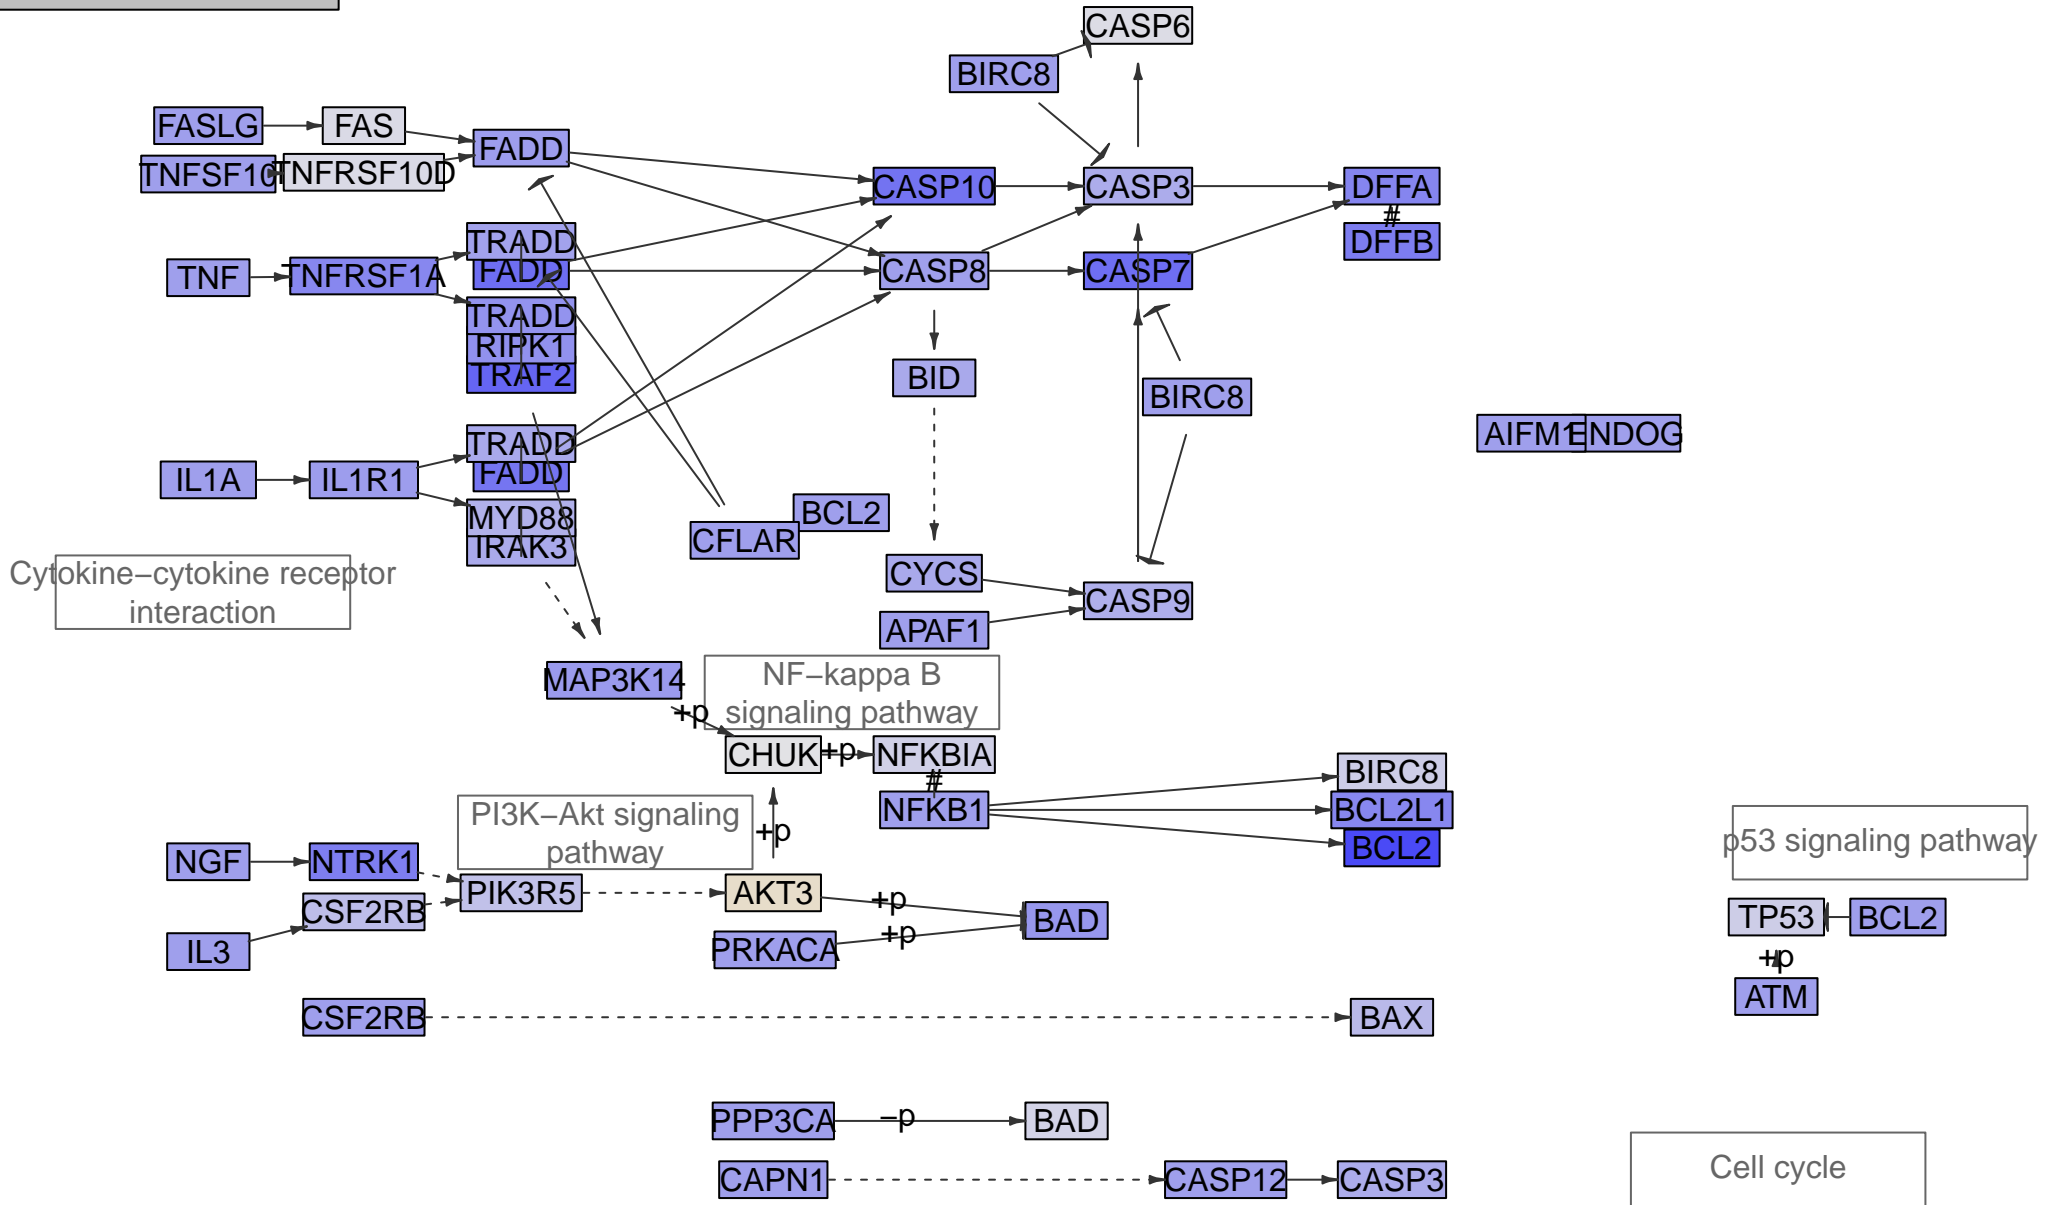 CASP6
BIRC8
FASLG
FAS
FADD
TNFSF10
TNFRSF10D
CASP10
CASP3
DFFA
#
DFFB
TRADD
FADD
TNF
TNFRSF1A
CASP8
CASP7
TRADD
RIPK1
TRAF2
BID
BIRC8
TRADD
FADD
AIFM1
ENDOG
IL1A
IL1R1
MYD88
IRAK3
BCL2
CFLAR
Cytokine–cytokine receptor
interaction
CYCS
CASP9
APAF1
MAP3K14
NF–kappa B
signaling pathway
+p
CHUK
+p
NFKBIA
#
NFKB1
BIRC8
BCL2L1
BCL2
PI3K–Akt signaling
pathway
+p
p53 signaling pathway
NGF
NTRK1
PIK3R5
AKT3
+p
CSF2RB
BAD
TP53
BCL2
IL3
PRKACA
+p
+p
ATM
CSF2RB
BAX
PPP3CA
–p
BAD
Cell cycle
CAPN1
CASP12
CASP3